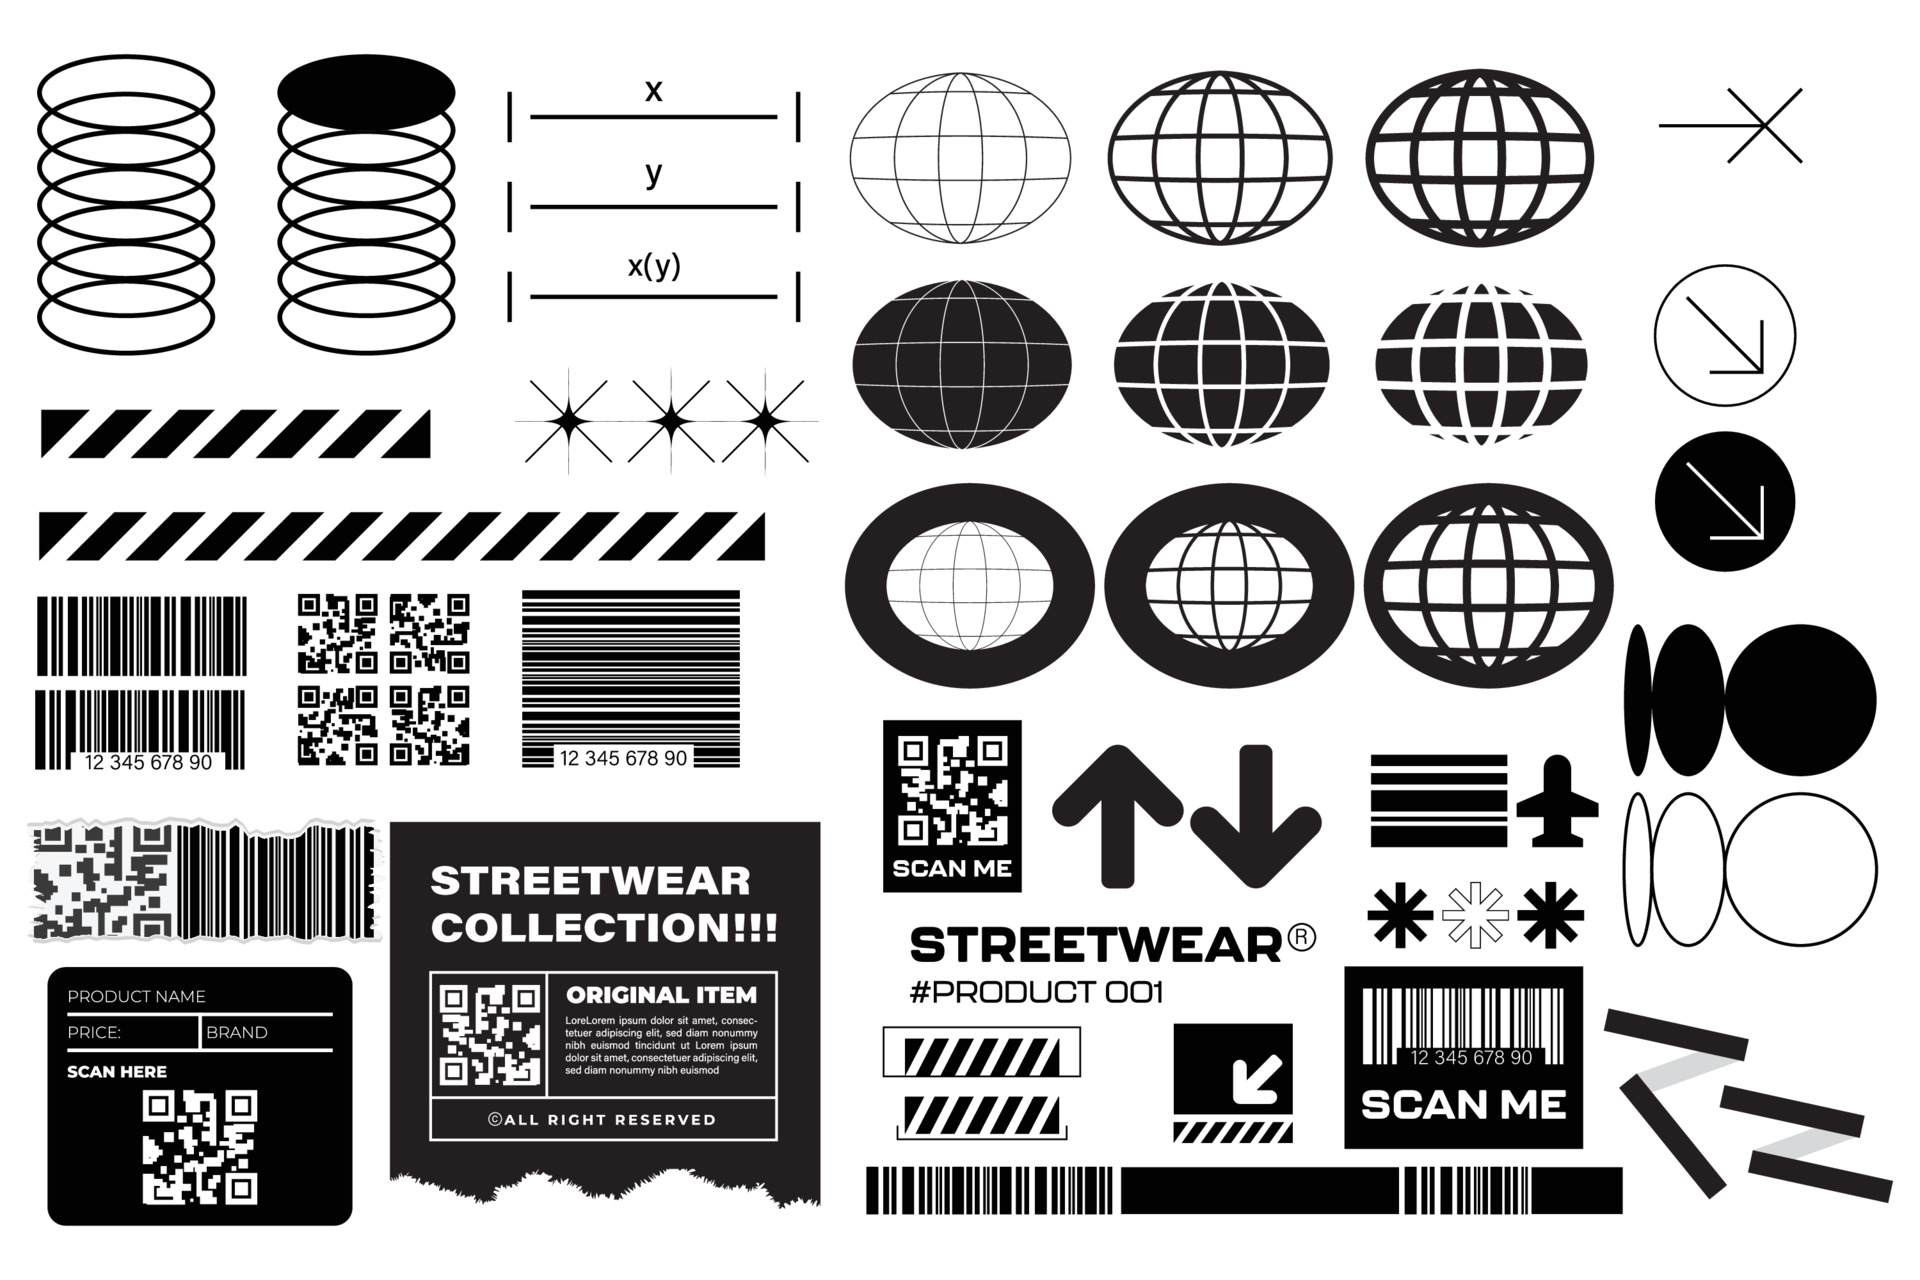 x
y
x(y)
12 345 678 90
12 345 678 90
STREETWEAR
COLLECTION!!!
ORIGINAL ITEM
LoreLorem ipsum dolor sit amet, consec-
tetuer adipiscing elit, sed diam nonummy
nibh euismod tincidunt ut Lorem ipsum
dolor sit amet, consectetuer adipiscing elit,
sed diam nonummy nibh euismod
©ALL RIGHT RESERVED
PRODUCT NAME
PRICE:
BRAND
SCAN HERE
SCAN ME
STREETWEAR®
#PRODUCT 001
12 345 678 90
SCAN ME